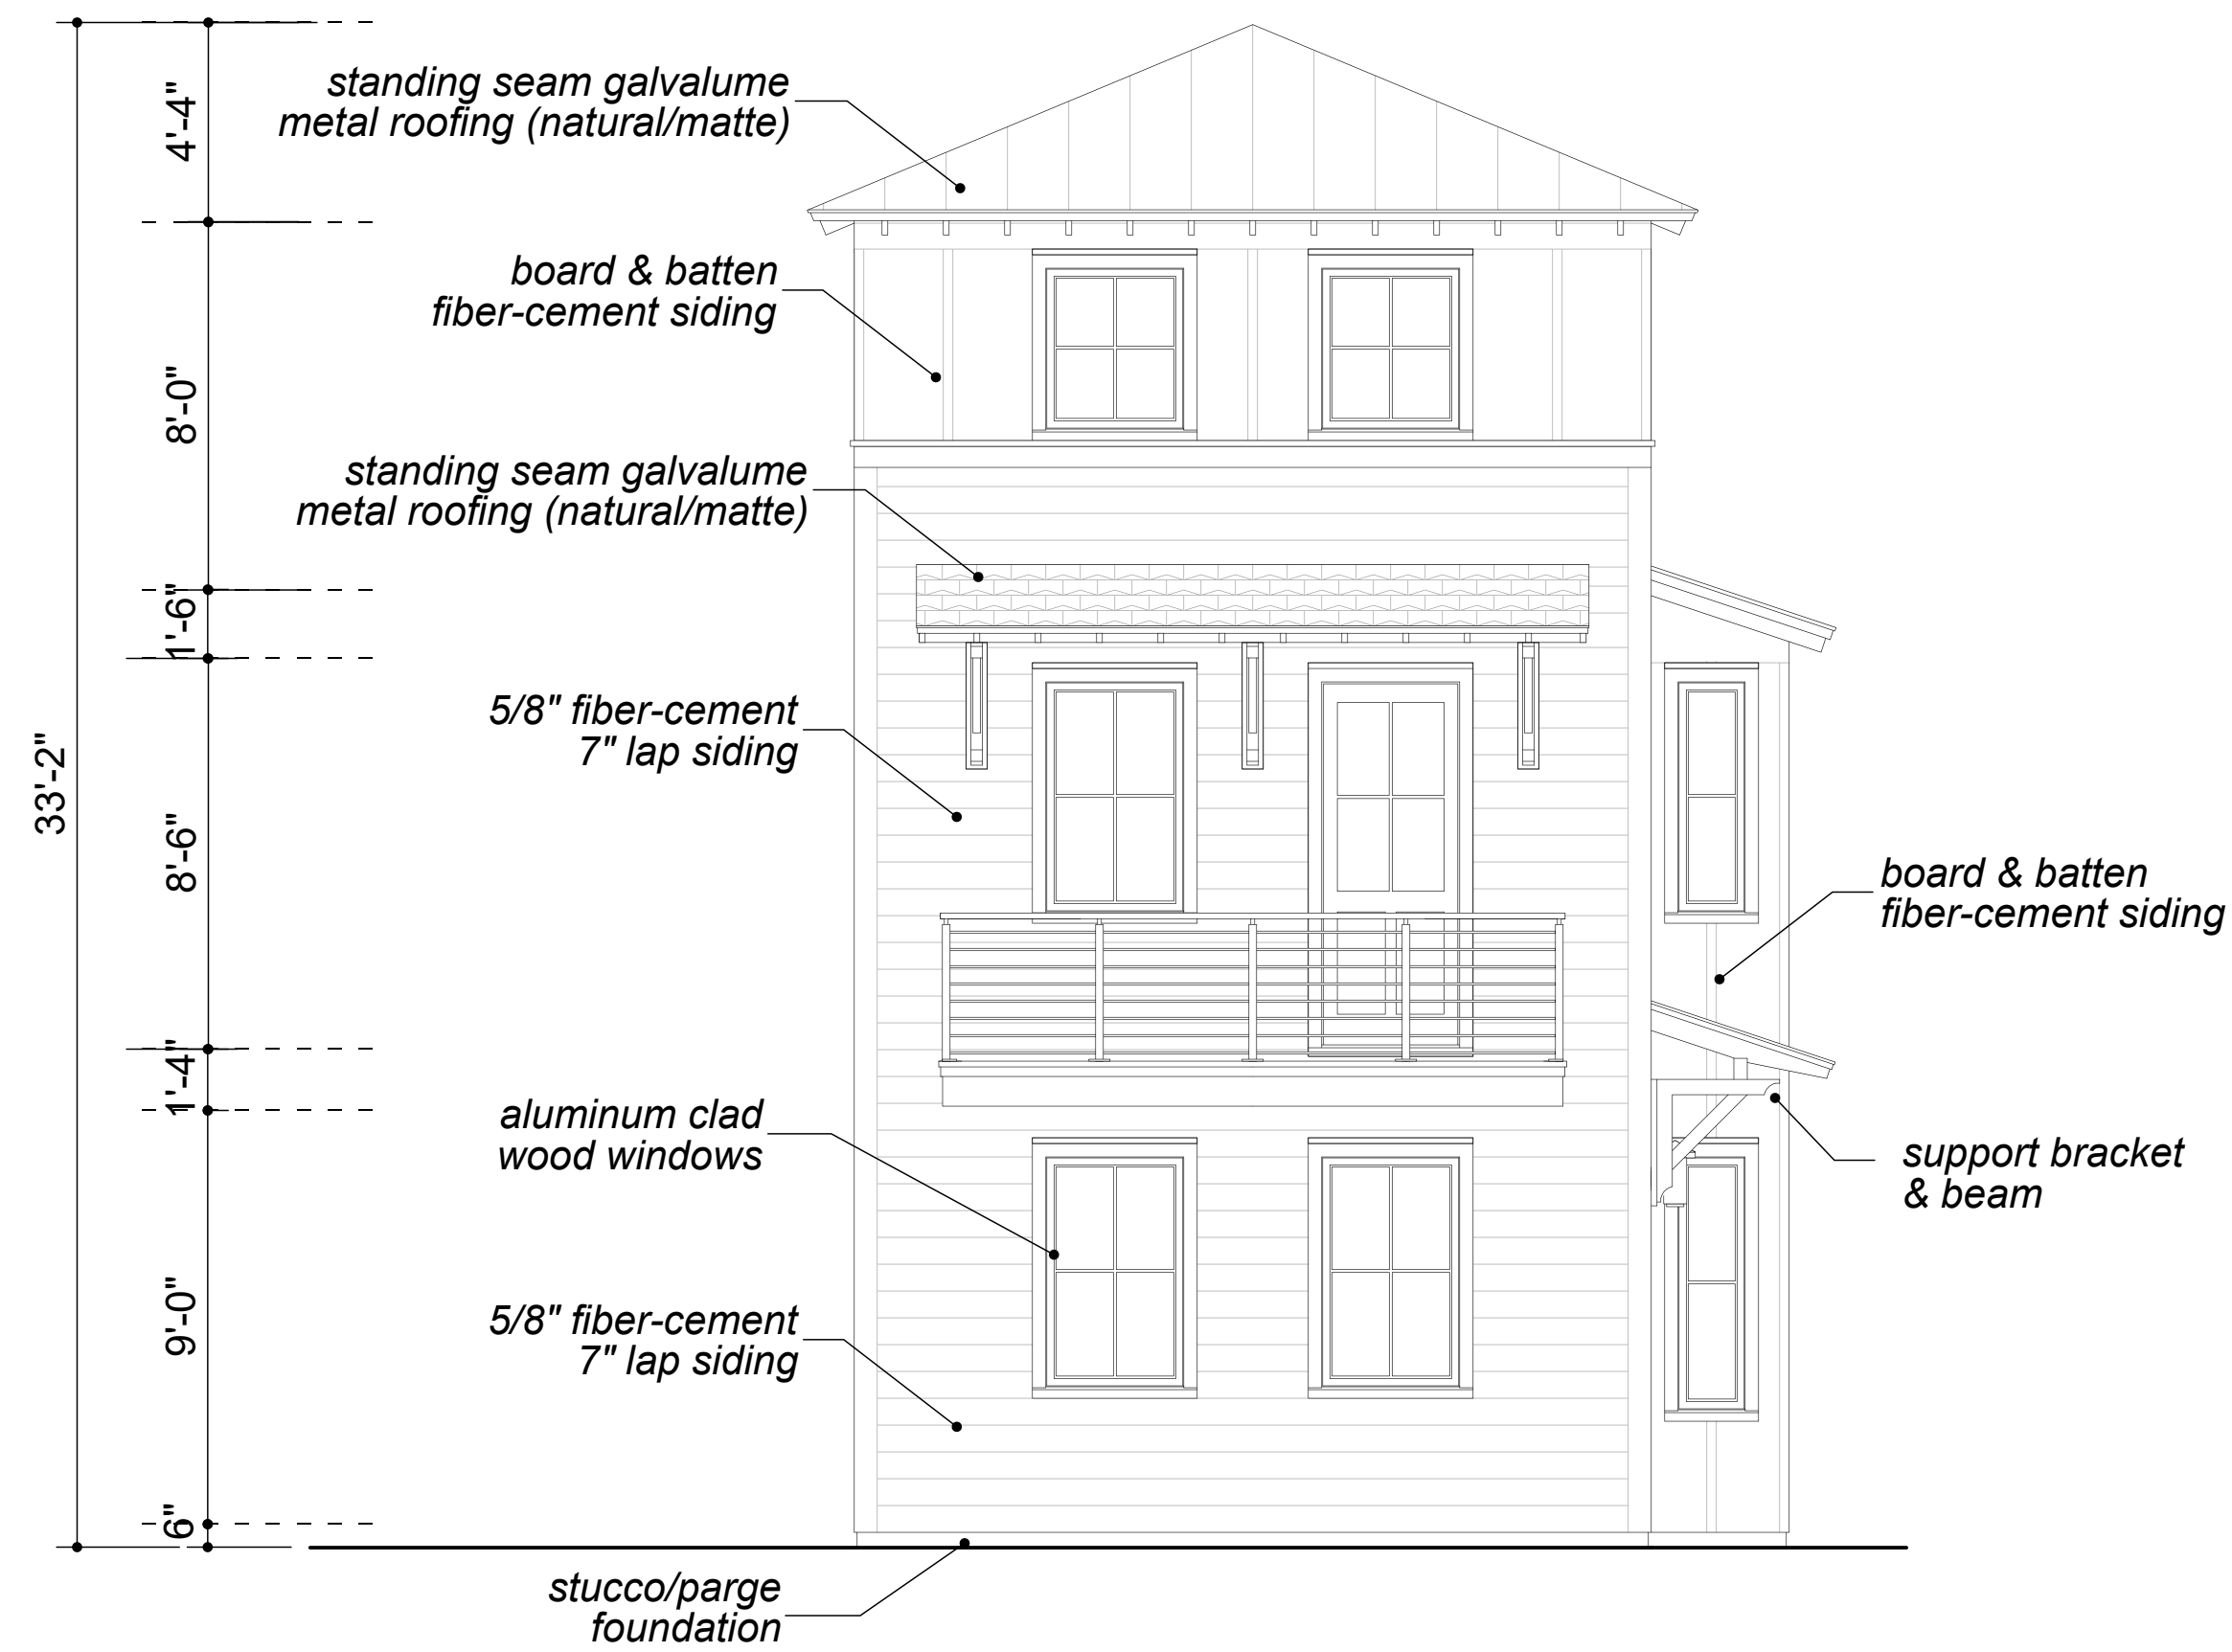 4'-4"
standing seam galvalume
metal roofing (natural/matte)
board & batten
fiber-cement siding
8'-0"
standing seam galvalume
metal roofing (natural/matte)
1'-6"
5/8" fiber-cement
7" lap siding
33'-2"
8'-6"
board & batten
fiber-cement siding
1'-4"
aluminum clad
wood windows
support bracket
& beam
9'-0"
5/8" fiber-cement
7" lap siding
6"
stucco/parge
foundation